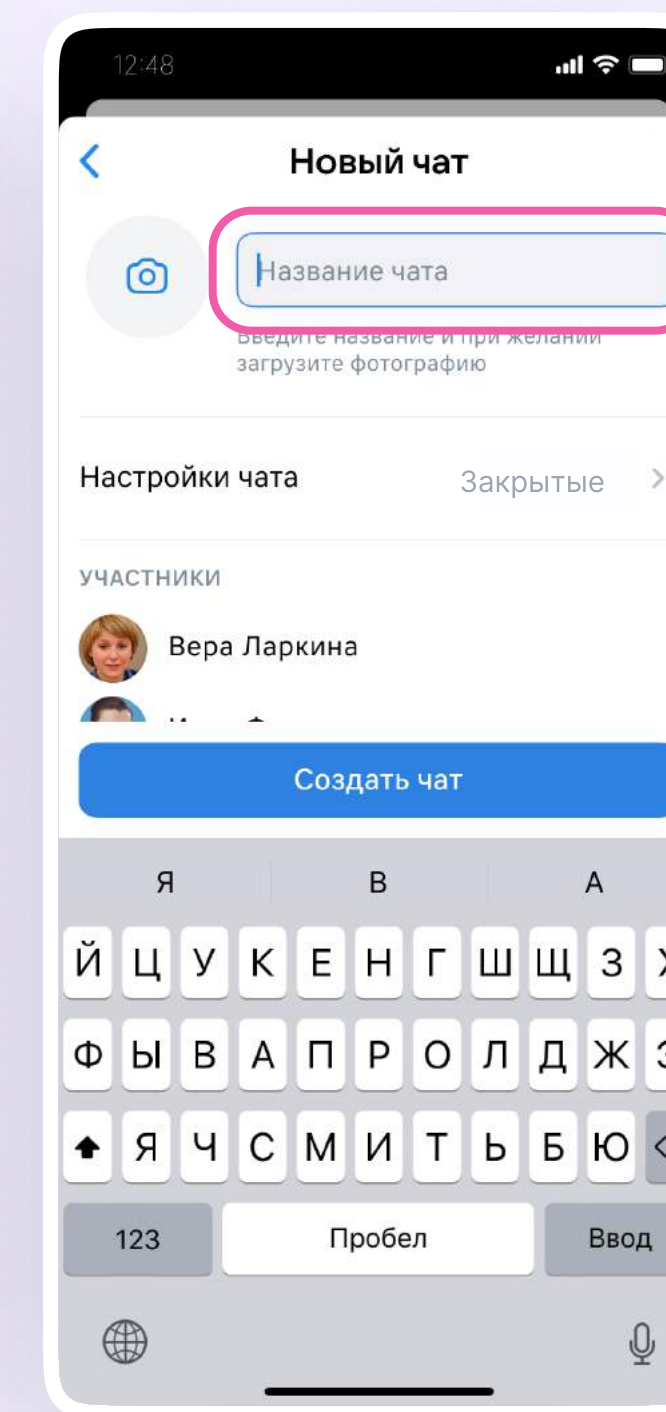 12:48
Новый чат
Название чата
Введите название и при желании
загрузите фотографию
Настройки чата Закрытые
УЧАСТНИКИ
Вера Ларкина
Создать чат
Я В А
Й Ц У К Е Н Г Ш Щ З Х
Ф Ы В А П Р О Л Д Ж Э
Я Ч С М И Т Ь Б Ю
123 Пробел Ввод